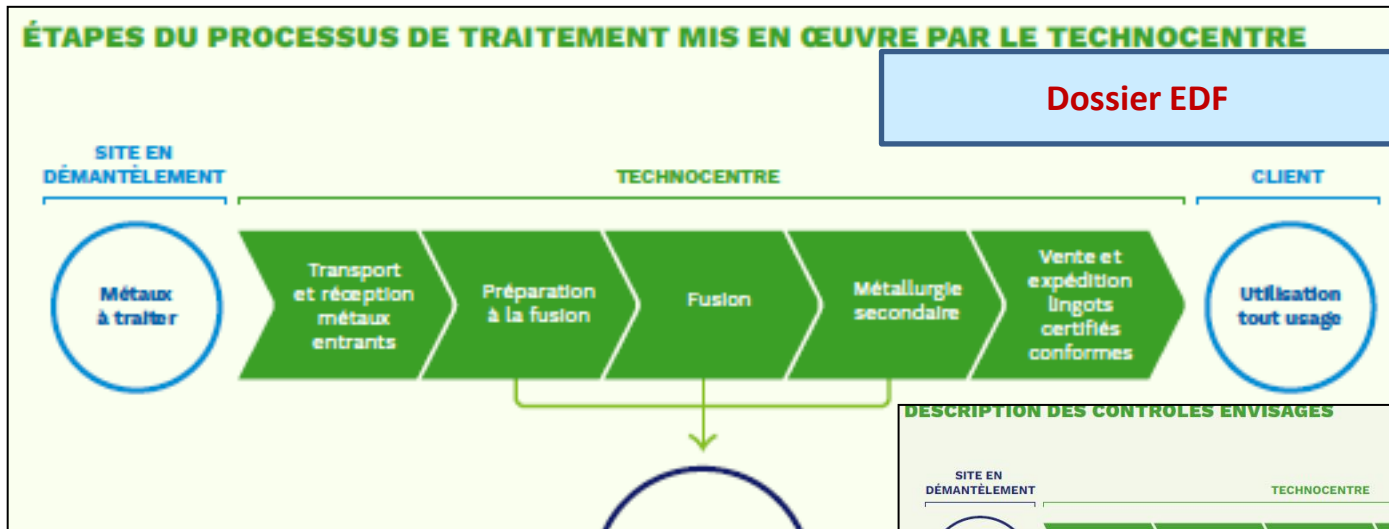 ÉTAPES DU PROCESSUS DE TRAITEMENT MIS EN ŒUVRE PAR LE TECHNOCENTRE
Dossier EDF
SITE EN
DÉMANTÈLEMENT
TECHNOCENTRE
CLIENT
Métaux
à traiter
Transport
et réception
métaux
entrants
Préparation
à la fusion
Fusion
Métallurgie
secondaire
Vente et
expédition
lingots
certifiés
conformes
Utilisation
tout usage
DESCRIPTION DES CONTRÔLES ENVISAGÉS
SITE EN
DÉMANTÈLEMENT
TECHNOCENTRE